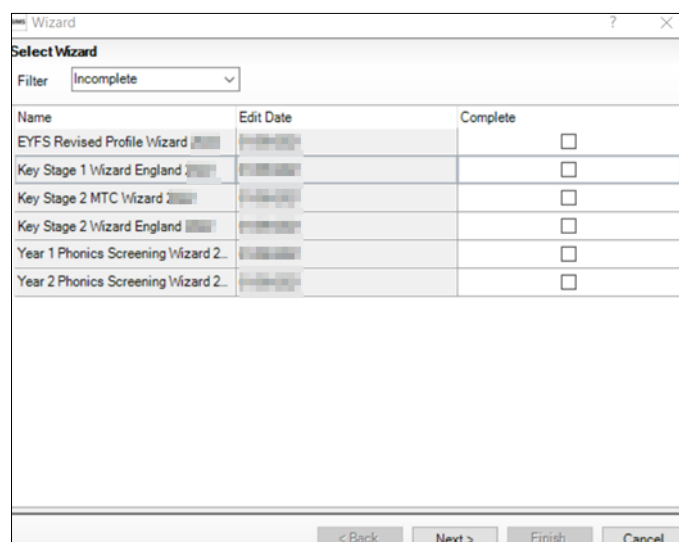 SIMS Wizard ?
Select Wizard
Filter Incomplete
Name Edit Date Complete
EYFS Revised Profile Wizard
Key Stage 1 Wizard England
Key Stage 2 MTC Wizard
Key Stage 2 Wizard England
Year 1 Phonics Screening Wizard 2...
Year 2 Phonics Screening Wizard 2...
< Back Next > Finish Cancel